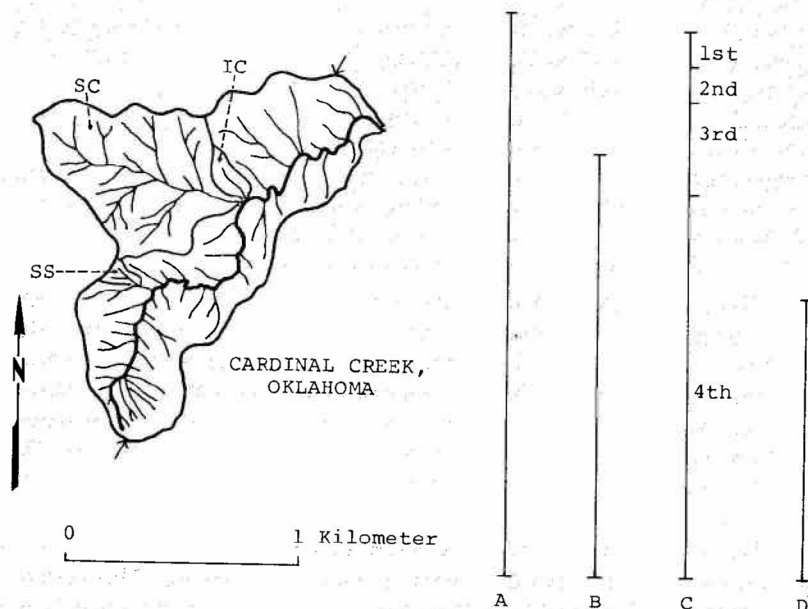 SC
IC
SS
N
CARDINAL CREEK,
OKLAHOMA
0 1 Kilometer
1st
2nd
3rd
4th
A B C D